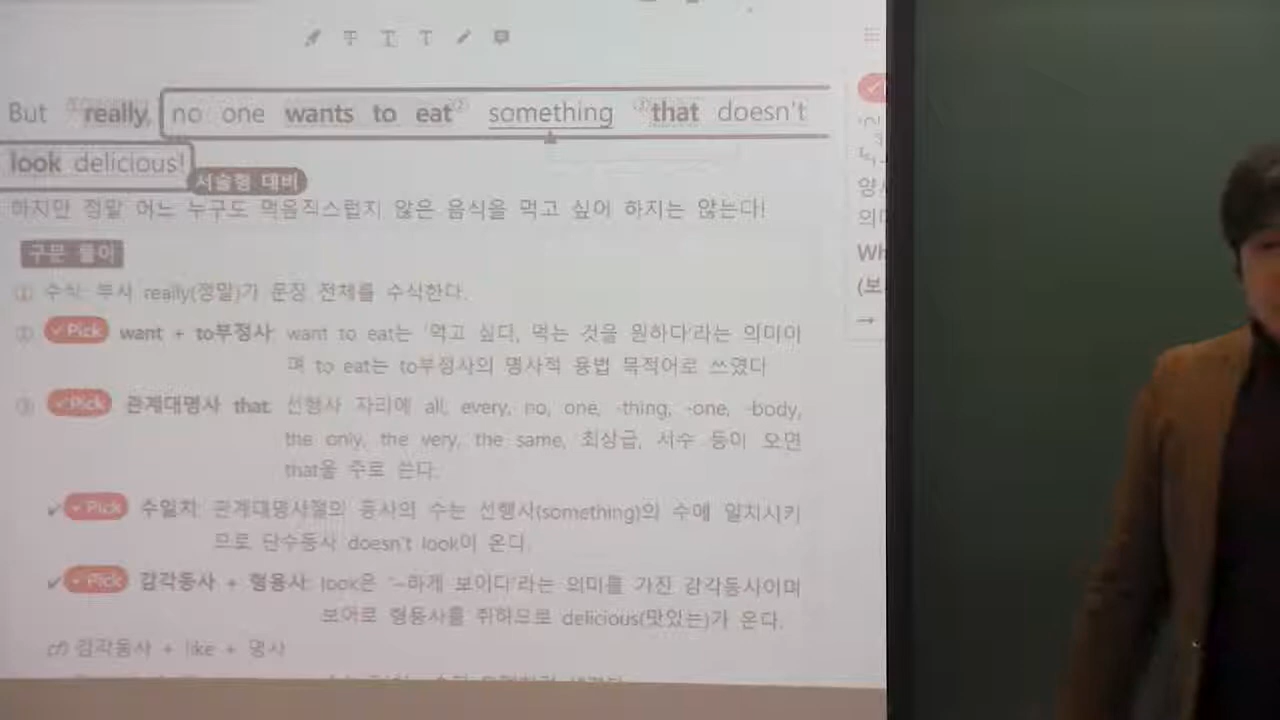 But ①really, no one wants to eat② something ③that doesn't
look delicious!
서술형 대비
하지만 정말 어느 누구도 먹음직스럽지 않은 음식을 먹고 싶어 하지는 않는다!
구문 풀이
① 수식: 부사 really(정말)가 문장 전체를 수식한다.
② ✓Pick want + to부정사: want to eat는 '먹고 싶다, 먹는 것을 원하다'라는 의미이
며 to eat는 to부정사의 명사적 용법 목적어로 쓰였다
③ ✓Pick 관계대명사 that: 선행사 자리에 all, every, no, one, -thing, -one, -body,
the only, the very, the same, 최상급, 서수 등이 오면
that을 주로 쓴다.
✓ Pick 수일치: 관계대명사절의 동사의 수는 선행사(something)의 수에 일치시키
므로 단수동사 doesn't look이 온다.
✓ Pick 감각동사 + 형용사: look은 '~하게 보이다'라는 의미를 가진 감각동사이며
보어로 형용사를 취하므로 delicious(맛있는)가 온다.
cf) 감각동사 + like + 명사
의미
Wh
(보
→